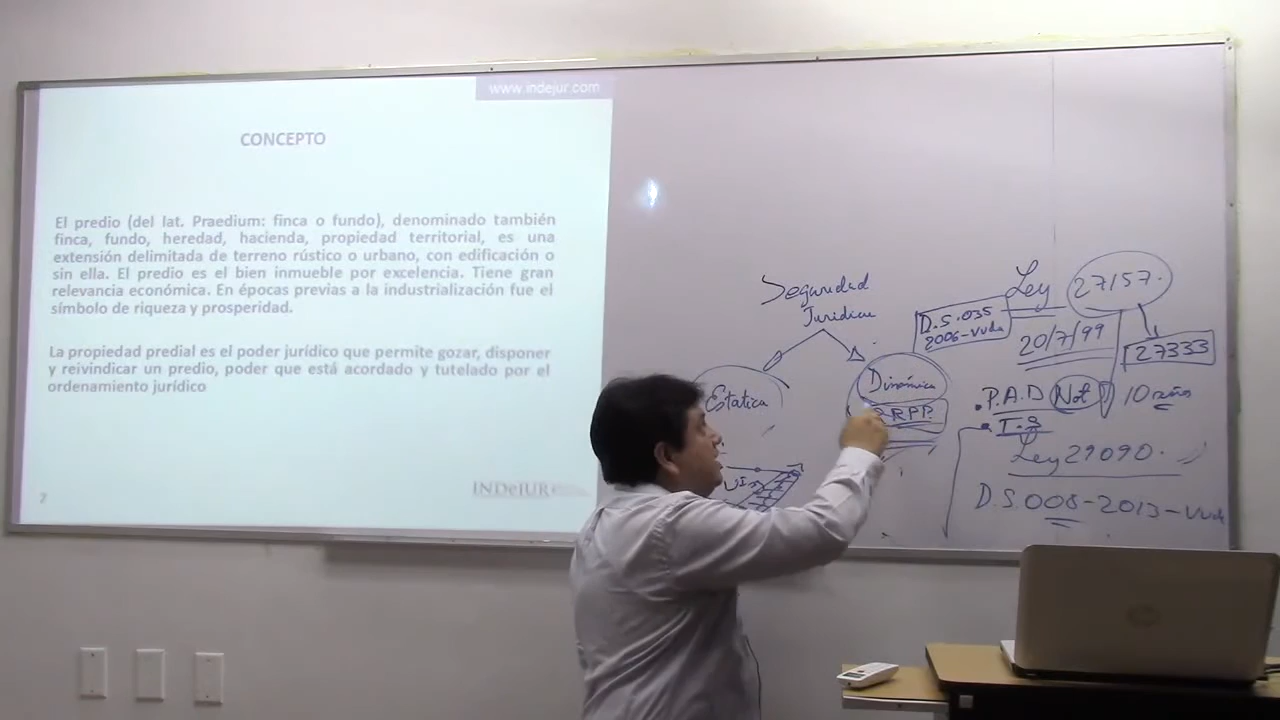 www.indejur.com
CONCEPTO
El predio (del lat. Praedium: finca o fundo), denominado también
finca, fundo, heredad, hacienda, propiedad territorial, es una
extensión delimitada de terreno rústico o urbano, con edificación o
sin ella. El predio es el bien inmueble por excelencia. Tiene gran
relevancia económica. En épocas previas a la industrialización fue el
símbolo de riqueza y prosperidad.
La propiedad predial es el poder jurídico que permite gozar, disponer
y reivindicar un predio, poder que está acordado y tutelado por el
ordenamiento jurídico
7
INDeJUR
Seguridad
Jurídica
Estatica
Dinámica
RPP.
D.S. 035
2006-VVda
Ley 27157.
20/7/99
27333
P.A.D Not 10 años
Ley 29090.
D.S. 008-2013-VVda